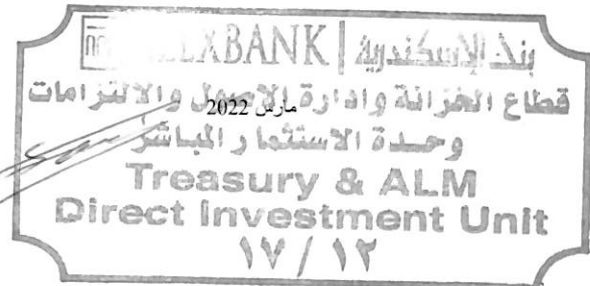 ALEXBANK | بنك الإسكندرية
قطاع الخزانة وادارة الاصول والالتزامات
مارس 2022
وحدة الاستثمار المباشر
Treasury & ALM
Direct Investment Unit
١٧ / ١٢